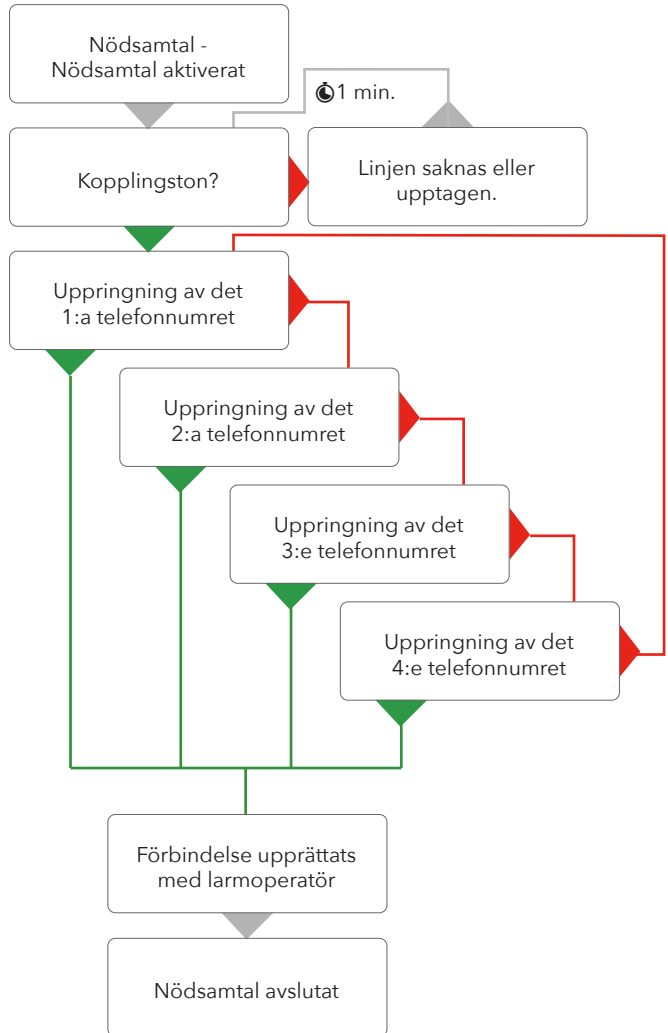 Nödsamtal -
Nödsamtal aktiverat
1 min.
Kopplingston?
Linjen saknas eller
upptagen.
Uppringning av det
1:a telefonnumret
Uppringning av det
2:a telefonnumret
Uppringning av det
3:e telefonnumret
Uppringning av det
4:e telefonnumret
Förbindelse upprättats
med larmoperatör
Nödsamtal avslutat